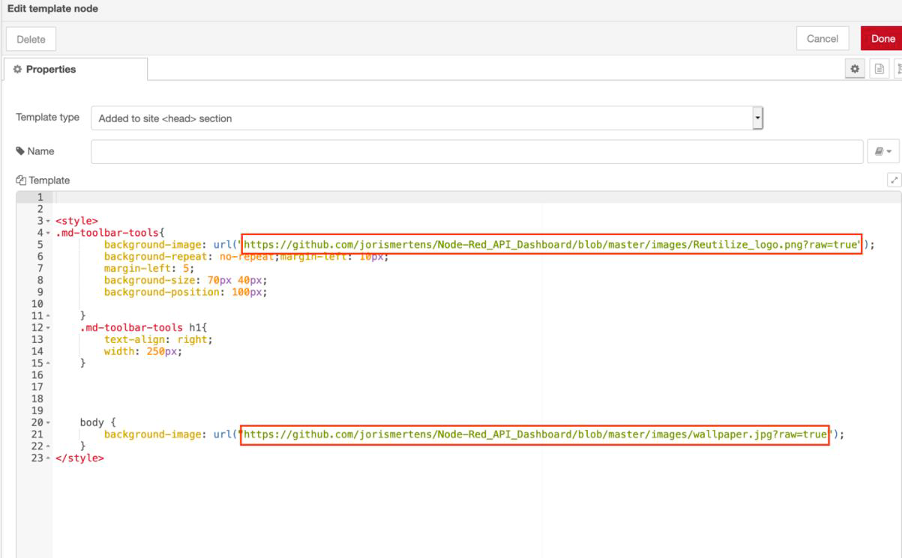 Edit template node
Delete
Cancel
Done
Properties
Template type
Added to site <head> section
Name
Template
1
2
3 <style>
4 .md-toolbar-tools{
5 background-image: url("https://github.com/jorismertens/Node-Red_API_Dashboard/blob/master/images/Reutilize_logo.png?raw=true");
6 background-repeat: no-repeat;margin-left: 10px;
7 margin-left: 5;
8 background-size: 70px 40px;
9 background-position: 100px;
10
11 }
12 .md-toolbar-tools h1{
13 text-align: right;
14 width: 250px;
15 }
16
17
18
19
20 body {
21 background-image: url("https://github.com/jorismertens/Node-Red_API_Dashboard/blob/master/images/wallpaper.jpg?raw=true");
22 }
23 </style>